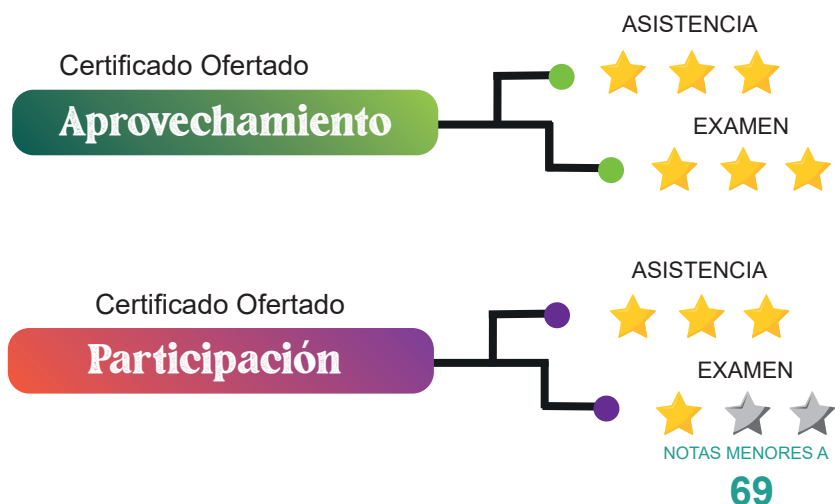 ASISTENCIA
Certificado Ofertado
Aprovechamiento
EXAMEN
ASISTENCIA
Certificado Ofertado
Participación
EXAMEN
NOTAS MENORES A
69